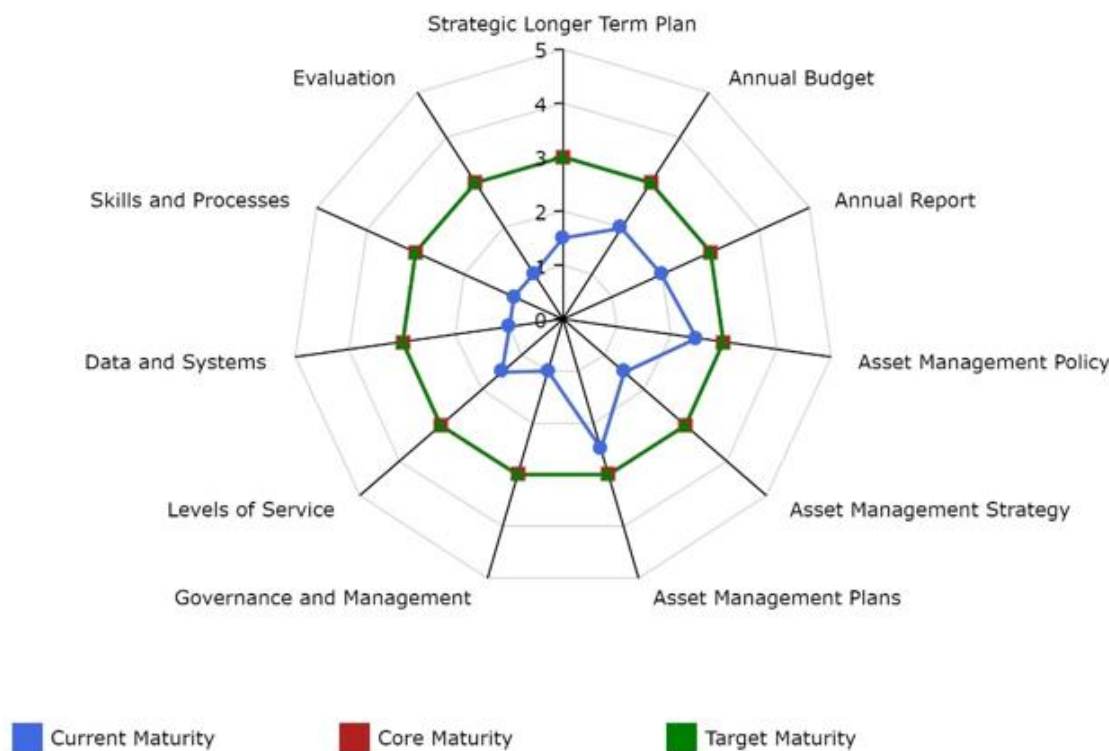 Strategic Longer Term Plan
5
Evaluation
Annual Budget
4
3
Skills and Processes
Annual Report
2
1
0
Data and Systems
Asset Management Policy
Levels of Service
Asset Management Strategy
Governance and Management
Asset Management Plans
Current Maturity
Core Maturity
Target Maturity